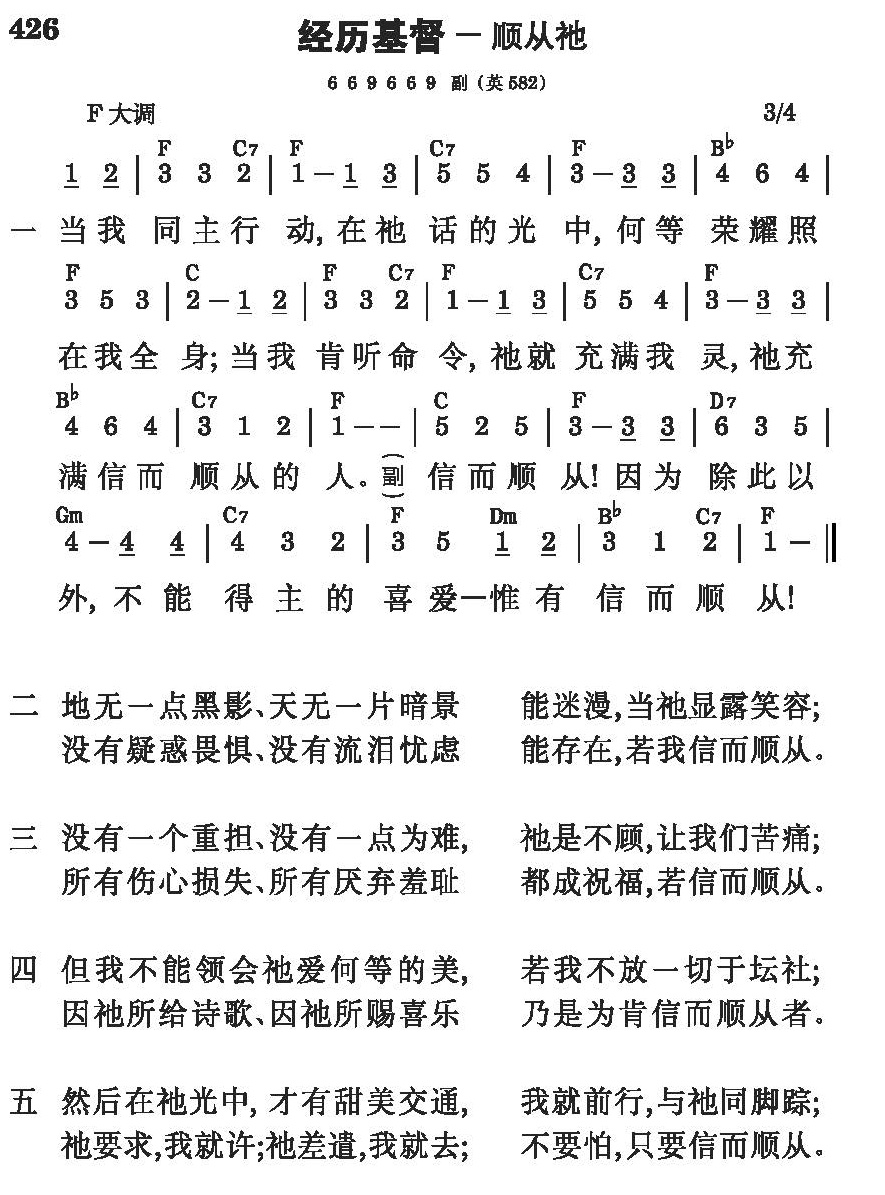 426
经历基督 — 顺从祂
6 6 9 6 6 9 副 (英582)
F大调 3/4
F C7 F C7 F B♭
1 2 | 3 3 2 | 1 — 1 3 | 5 5 4 | 3 — 3 3 | 4 6 4 |
一 当我 同主行 动, 在祂 话的光 中, 何等 荣耀照
F C F C7 F C7 F
3 5 3 | 2 — 1 2 | 3 3 2 | 1 — 1 3 | 5 5 4 | 3 — 3 3 |
在我全 身; 当我 肯听命 令, 祂就 充满我 灵, 祂充
B♭ C7 F C F D7
4 6 4 | 3 1 2 | 1 — — | 5 2 5 | 3 — 3 3 | 6 3 5 |
满信而 顺从的 人。(副) 信而顺 从! 因为 除此以
Gm C7 F Dm B♭ C7 F
4 — 4 4 | 4 3 2 | 3 5 1 2 | 3 1 2 | 1 — ‖
外, 不能 得主的 喜爱—惟有 信而顺 从!
二 地无一点黑影、天无一片暗景 能迷漫,当祂显露笑容;
没有疑惑畏惧、没有流泪忧虑 能存在,若我信而顺从。
三 没有一个重担、没有一点为难, 祂是不顾,让我们苦痛;
所有伤心损失、所有厌弃羞耻 都成祝福,若信而顺从。
四 但我不能领会祂爱何等的美, 若我不放一切于坛社;
因祂所给诗歌、因祂所赐喜乐 乃是为肯信而顺从者。
五 然后在祂光中, 才有甜美交通, 我就前行,与祂同脚踪;
祂要求,我就许;祂差遣,我就去; 不要怕,只要信而顺从。